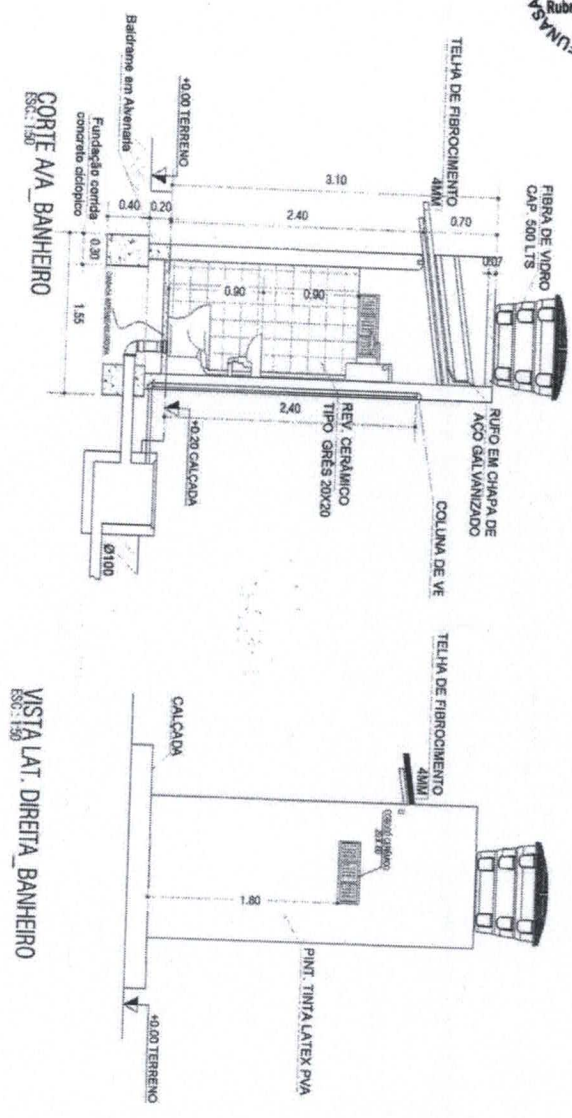 FUNASA
Rubr
FIBRA DE VIDRO
CAP. 500 LTS
TELHA DE FIBROCIMENTO
4MM
0.70
0.07
RUFO EM CHAPA DE
AÇO GALVANIZADO
COLUNA DE VE
3.10
2.40
+0.00 TERRENO
0.90
0.90
2,40
REV. CERÂMICO
TIPO GRÊS 20X20
+0.20 CALÇADA
Baldrame em Alvenaria
0.20
0.40
Fundação corrida
concreto ciclópico
0.30
1.55
Ø100
CORTE A/A_BANHEIRO
ESC.: 1:50
TELHA DE FIBROCIMENTO
4MM
1.80
PINT. TINTA LATEX PVA
CALÇADA
+0.00 TERRENO
VISTA LAT. DIREITA_BANHEIRO
ESC.: 1:50